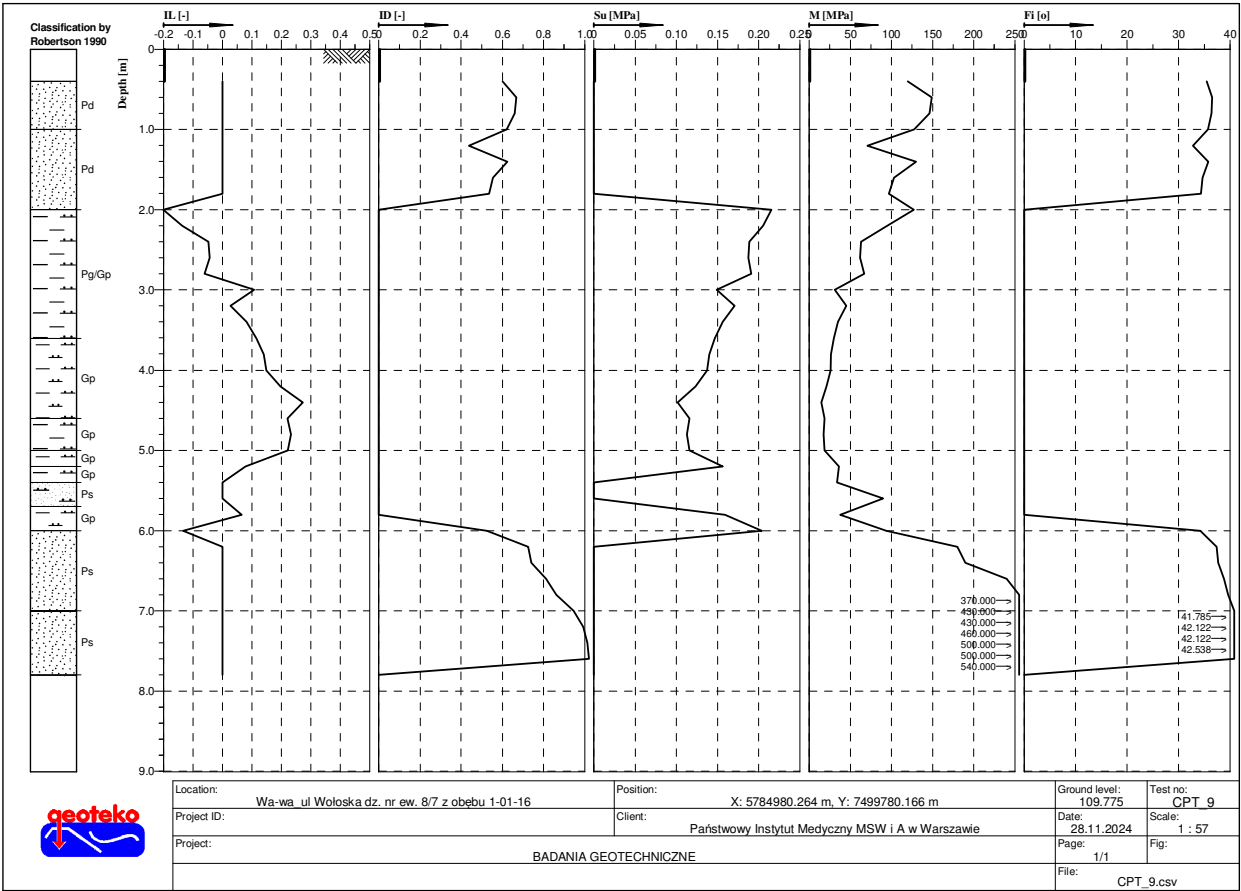 Classification by
Robertson 1990
IL [-]
ID [-]
Su [MPa]
M [MPa]
Fi [o]
-0.2 -0.1 0 0.1 0.2 0.3 0.4 0.50
0 0.2 0.4 0.6 0.8 1.00
0 0.05 0.10 0.15 0.20 0.25
0 50 100 150 200 250
0 10 20 30 40
Depth [m]
0
1.0
2.0
3.0
4.0
5.0
6.0
7.0
8.0
9.0
Pd
Pd
Pg/Gp
Gp
Gp
Gp
Gp
Ps
Gp
Ps
Ps
370.000
430.000
430.000
460.000
500.000
500.000
540.000
41.785
42.122
42.122
42.538
geoteko
Location:
Wa-wa_ul Wołoska dz. nr ew. 8/7 z obębu 1-01-16
Position:
X: 5784980.264 m, Y: 7499780.166 m
Ground level:
109.775
Test no:
CPT_9
Project ID:
Client:
Państwowy Instytut Medyczny MSW i A w Warszawie
Date:
28.11.2024
Scale:
1 : 57
Project:
BADANIA GEOTECHNICZNE
Page:
1/1
Fig:
File:
CPT_9.csv